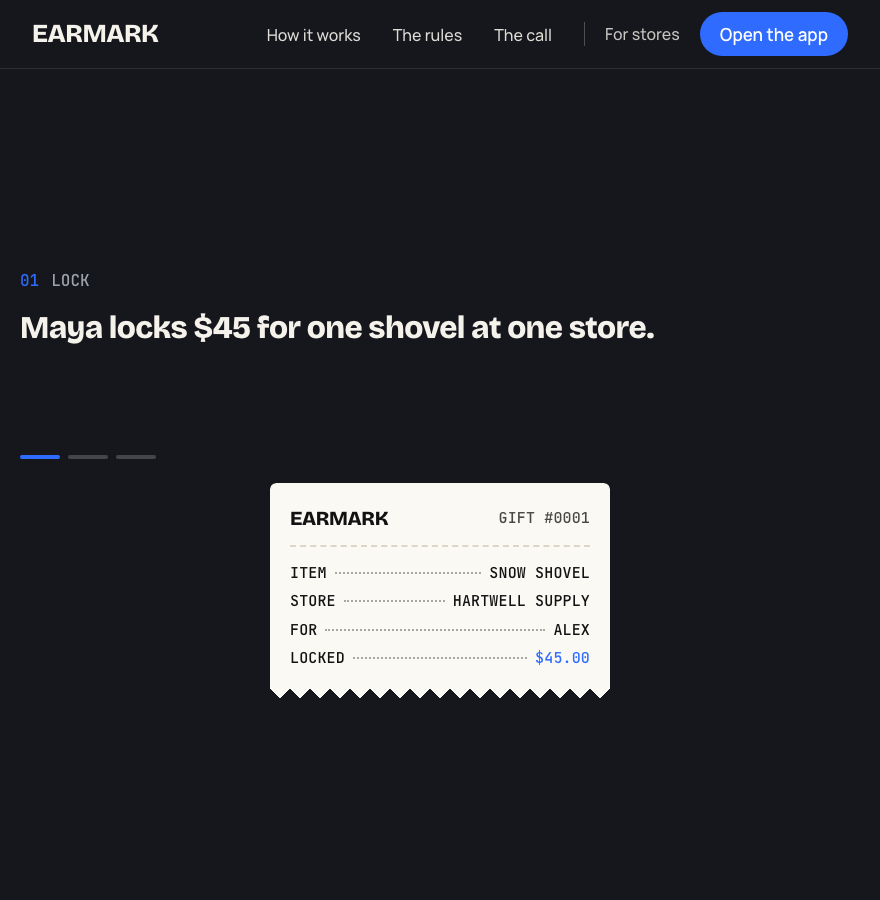 EARMARK How it works The rules The call For stores Open the app
01 LOCK
Maya locks $45 for one shovel at one store.
EARMARK GIFT #0001
ITEM SNOW SHOVEL
STORE HARTWELL SUPPLY
FOR ALEX
LOCKED $45.00